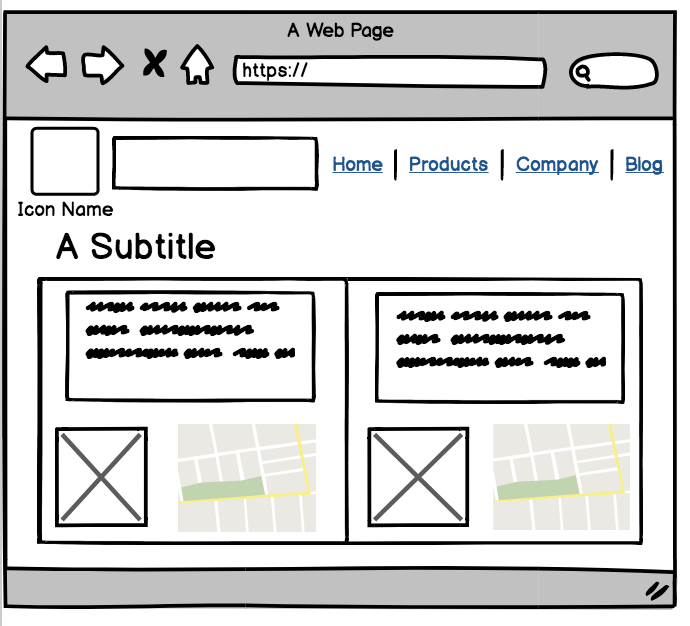 A Web Page
https://
Home Products Company Blog
Icon Name
A Subtitle